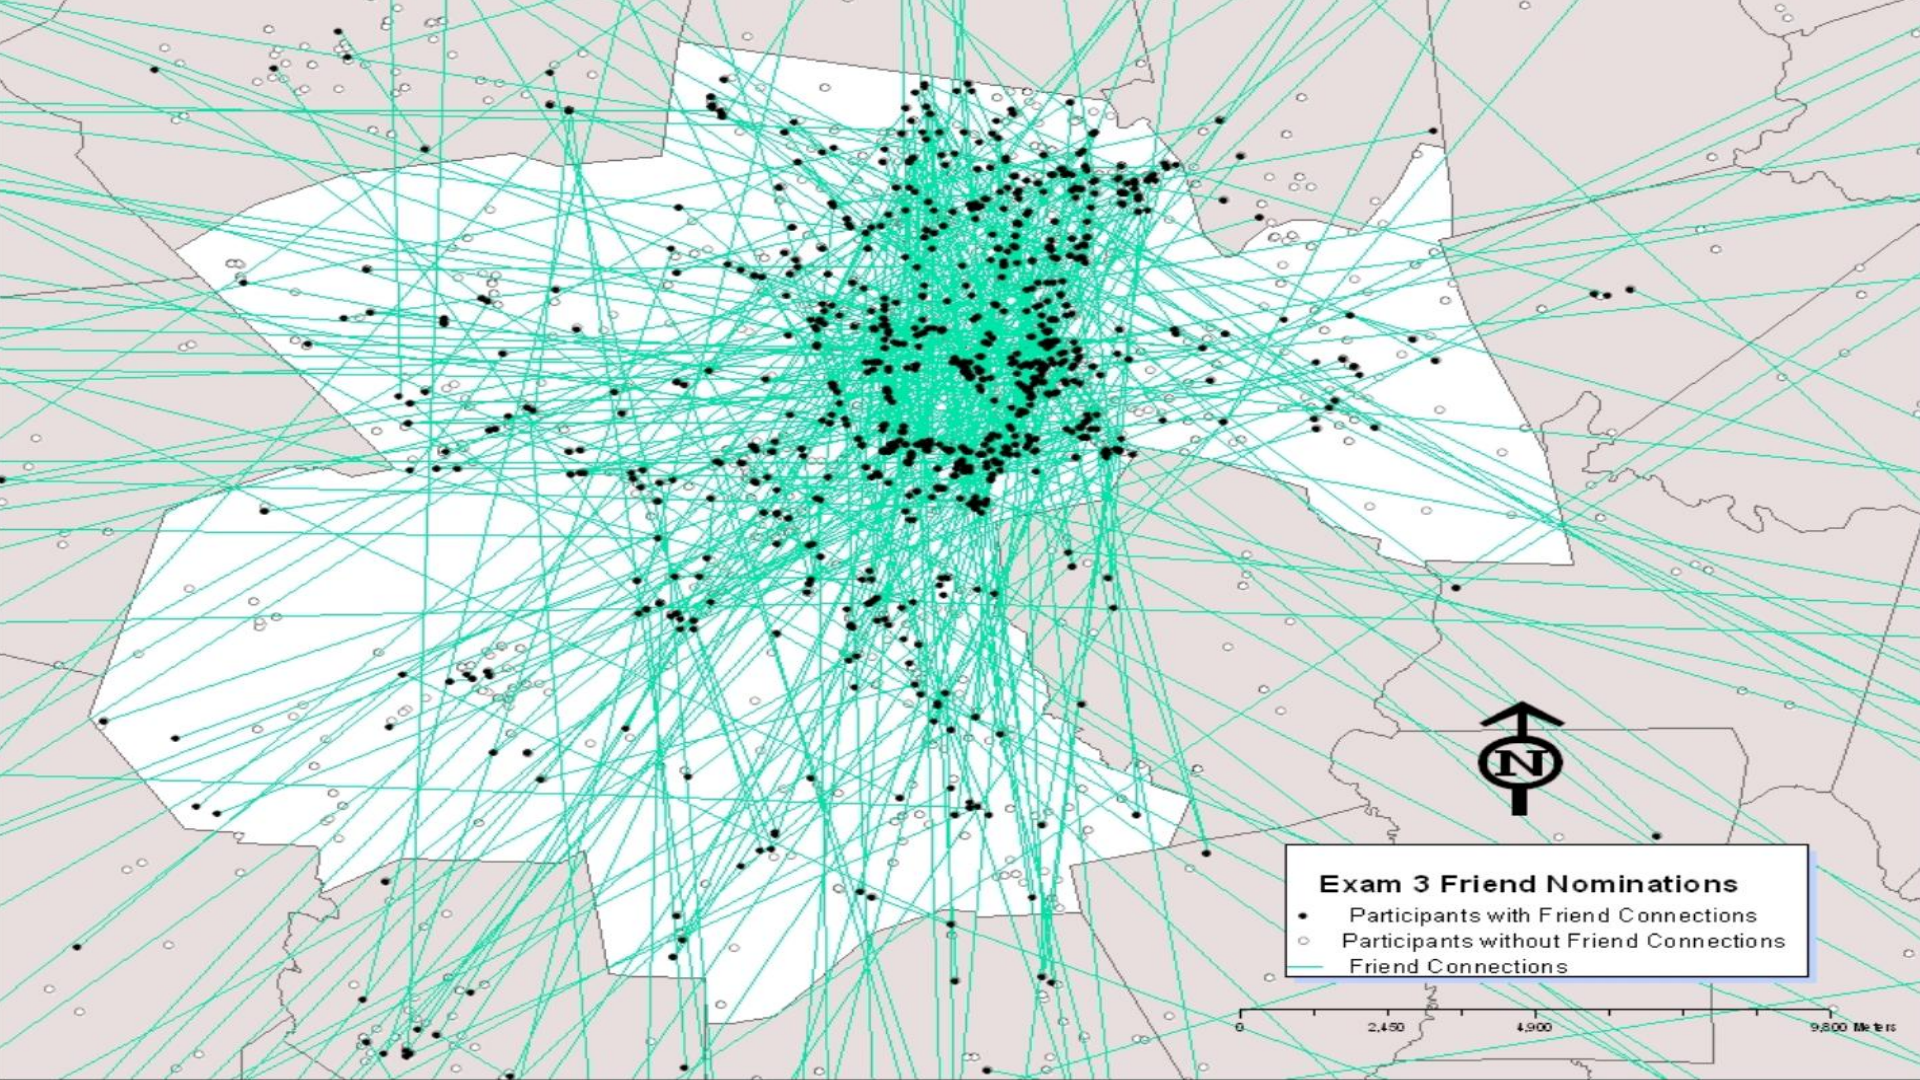 N
Exam 3 Friend Nominations
Participants with Friend Connections
Participants without Friend Connections
Friend Connections
0 2,450 4,900 9,800 Meters